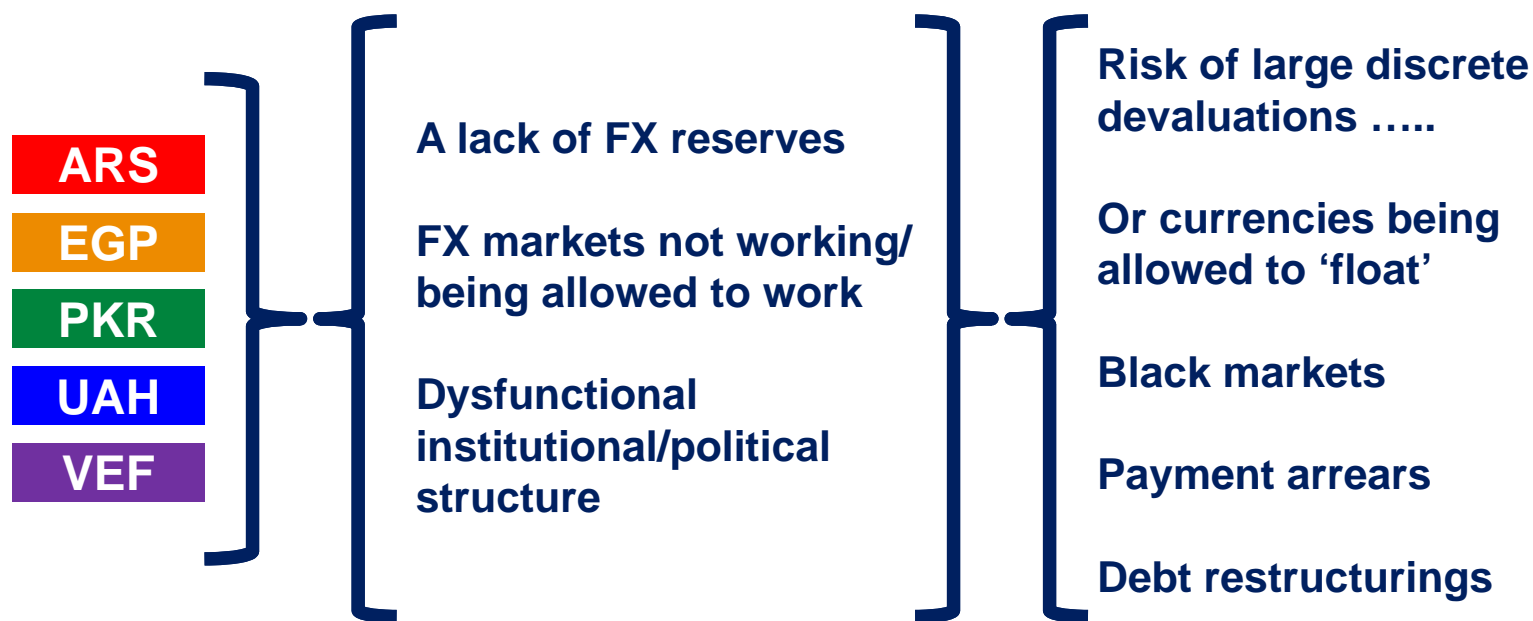 ARS
EGP
PKR
UAH
VEF
A lack of FX reserves
FX markets not working/
being allowed to work
Dysfunctional
institutional/political
structure
Risk of large discrete
devaluations …..
Or currencies being
allowed to ‘float’
Black markets
Payment arrears
Debt restructurings